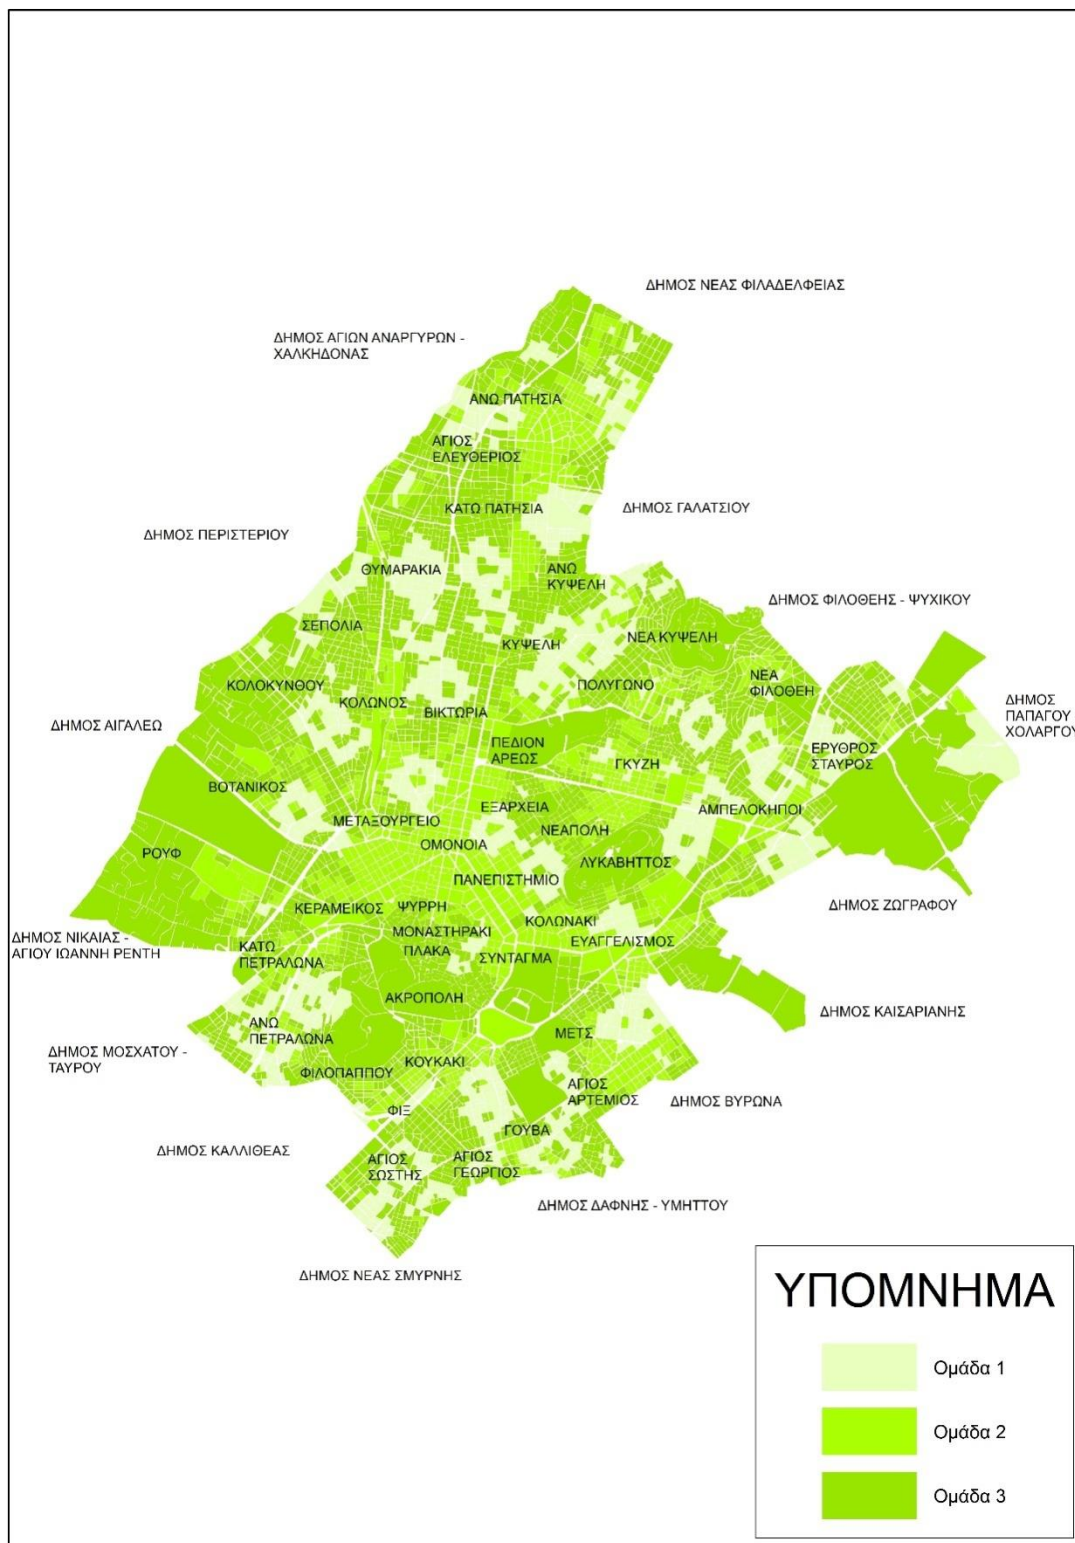 ΔΗΜΟΣ ΝΕΑΣ ΦΙΛΑΔΕΛΦΕΙΑΣ
ΔΗΜΟΣ ΑΓΙΩΝ ΑΝΑΡΓΥΡΩΝ -
ΧΑΛΚΗΔΟΝΑΣ
ΑΝΩ ΠΑΤΗΣΙΑ
ΑΓΙΟΣ
ΕΛΕΥΘΕΡΙΟΣ
ΚΑΤΩ ΠΑΤΗΣΙΑ
ΔΗΜΟΣ ΓΑΛΑΤΣΙΟΥ
ΔΗΜΟΣ ΠΕΡΙΣΤΕΡΙΟΥ
ΘΥΜΑΡΑΚΙΑ
ΑΝΩ
ΚΥΨΕΛΗ
ΔΗΜΟΣ ΦΙΛΟΘΕΗΣ - ΨΥΧΙΚΟΥ
ΣΕΠΟΛΙΑ
ΚΥΨΕΛΗ
ΝΕΑ ΚΥΨΕΛΗ
ΚΟΛΟΚΥΝΘΟΥ
ΚΟΛΩΝΟΣ
ΒΙΚΤΩΡΙΑ
ΠΟΛΥΓΩΝΟ
ΝΕΑ
ΦΙΛΟΘΕΗ
ΔΗΜΟΣ
ΠΑΠΑΓΟΥ
ΧΟΛΑΡΓΟΥ
ΔΗΜΟΣ ΑΙΓΑΛΕΩ
ΠΕΔΙΟΝ
ΑΡΕΩΣ
ΓΚΥΖΗ
ΕΡΥΘΡΟΣ
ΣΤΑΥΡΟΣ
ΒΟΤΑΝΙΚΟΣ
ΜΕΤΑΞΟΥΡΓΕΙΟ
ΕΞΑΡΧΕΙΑ
ΑΜΠΕΛΟΚΗΠΟΙ
ΝΕΑΠΟΛΗ
ΟΜΟΝΟΙΑ
ΡΟΥΦ
ΛΥΚΑΒΗΤΤΟΣ
ΠΑΝΕΠΙΣΤΗΜΙΟ
ΔΗΜΟΣ ΖΩΓΡΑΦΟΥ
ΚΕΡΑΜΕΙΚΟΣ
ΨΥΡΡΗ
ΚΟΛΩΝΑΚΙ
ΜΟΝΑΣΤΗΡΑΚΙ
ΕΥΑΓΓΕΛΙΣΜΟΣ
ΔΗΜΟΣ ΝΙΚΑΙΑΣ -
ΑΓΙΟΥ ΙΩΑΝΝΗ ΡΕΝΤΗ
ΚΑΤΩ
ΠΕΤΡΑΛΩΝΑ
ΠΛΑΚΑ
ΣΥΝΤΑΓΜΑ
ΑΚΡΟΠΟΛΗ
ΔΗΜΟΣ ΚΑΙΣΑΡΙΑΝΗΣ
ΑΝΩ
ΠΕΤΡΑΛΩΝΑ
ΜΕΤΣ
ΔΗΜΟΣ ΜΟΣΧΑΤΟΥ -
ΤΑΥΡΟΥ
ΦΙΛΟΠΑΠΠΟΥ
ΚΟΥΚΑΚΙ
ΑΓΙΟΣ
ΑΡΤΕΜΙΟΣ
ΔΗΜΟΣ ΒΥΡΩΝΑ
ΦΙΞ
ΓΟΥΒΑ
ΔΗΜΟΣ ΚΑΛΛΙΘΕΑΣ
ΑΓΙΟΣ
ΣΩΣΤΗΣ
ΑΓΙΟΣ
ΓΕΩΡΓΙΟΣ
ΔΗΜΟΣ ΔΑΦΝΗΣ - ΥΜΗΤΤΟΥ
ΔΗΜΟΣ ΝΕΑΣ ΣΜΥΡΝΗΣ
ΥΠΟΜΝΗΜΑ
Ομάδα 1
Ομάδα 2
Ομάδα 3